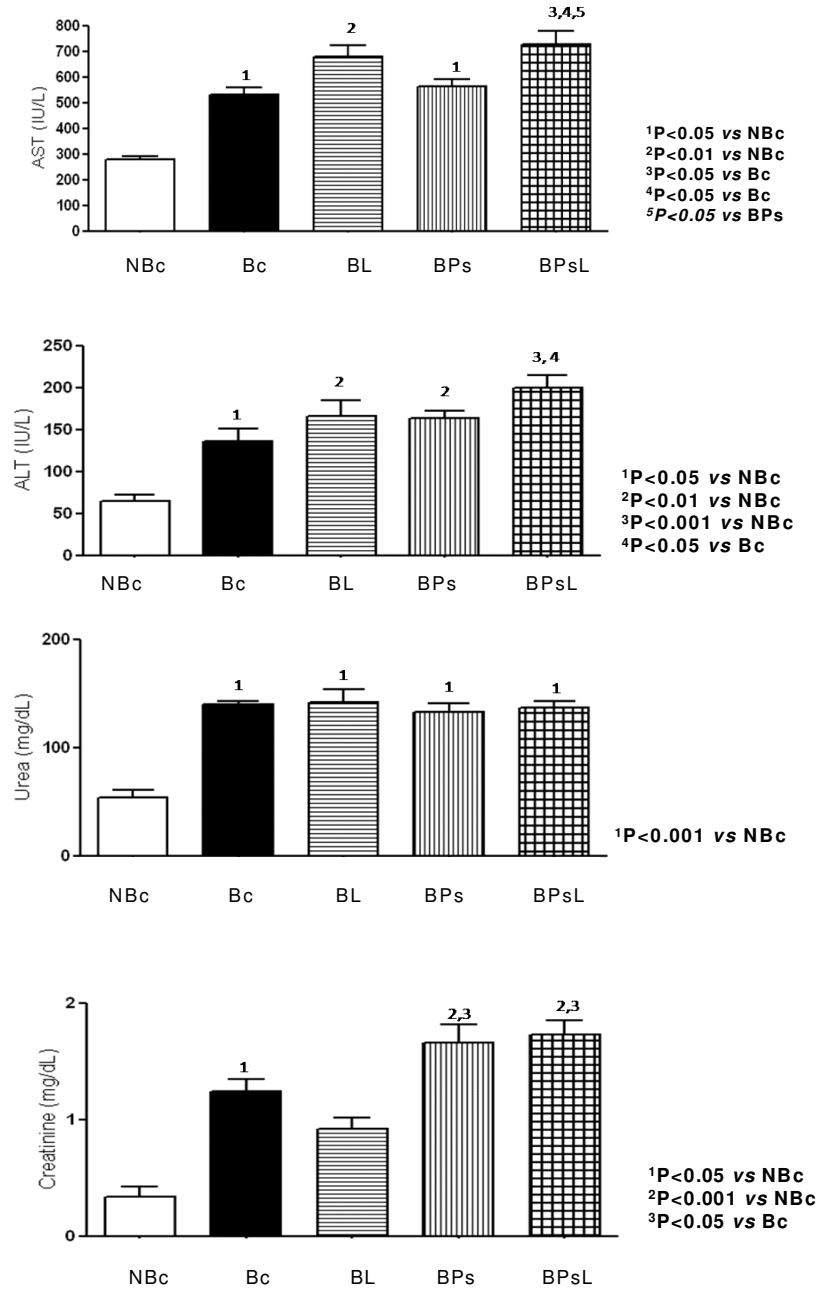 3,4,5
800
2
700
1
1
600
500
AST (IU/L)
400
300
200
100
0
NBc Bc BL BPs BPsL
¹P<0.05 vs NBc
²P<0.01 vs NBc
³P<0.05 vs Bc
⁴P<0.05 vs Bc
⁵P<0.05 vs BPs
250
3,4
200
2 2
1
150
ALT (IU/L)
100
50
0
NBc Bc BL BPs BPsL
¹P<0.05 vs NBc
²P<0.01 vs NBc
³P<0.001 vs NBc
⁴P<0.05 vs Bc
200
1 1 1 1
Urea (mg/dL)
100
0
NBc Bc BL BPs BPsL
¹P<0.001 vs NBc
2
2,3 2,3
1
Creatinine (mg/dL)
1
0
NBc Bc BL BPs BPsL
¹P<0.05 vs NBc
²P<0.001 vs NBc
³P<0.05 vs Bc